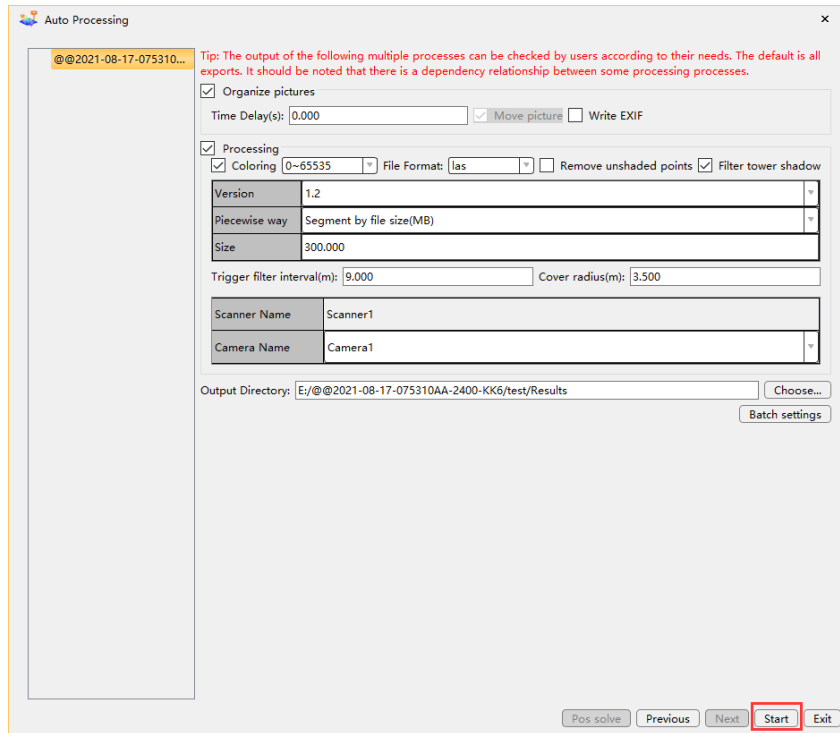 Auto Processing
@@2021-08-17-075310...
Tip: The output of the following multiple processes can be checked by users according to their needs. The default is all
exports. It should be noted that there is a dependency relationship between some processing processes.
Organize pictures
Time Delay(s): 0.000 Move picture Write EXIF
Processing
Coloring 0~65535 File Format: las Remove unshaded points Filter tower shadow
Version 1.2
Piecewise way Segment by file size(MB)
Size 300.000
Trigger filter interval(m): 9.000 Cover radius(m): 3.500
Scanner Name Scanner1
Camera Name Camera1
Output Directory: E:/@@2021-08-17-075310AA-2400-KK6/test/Results Choose...
Batch settings
Pos solve Previous Next Start Exit